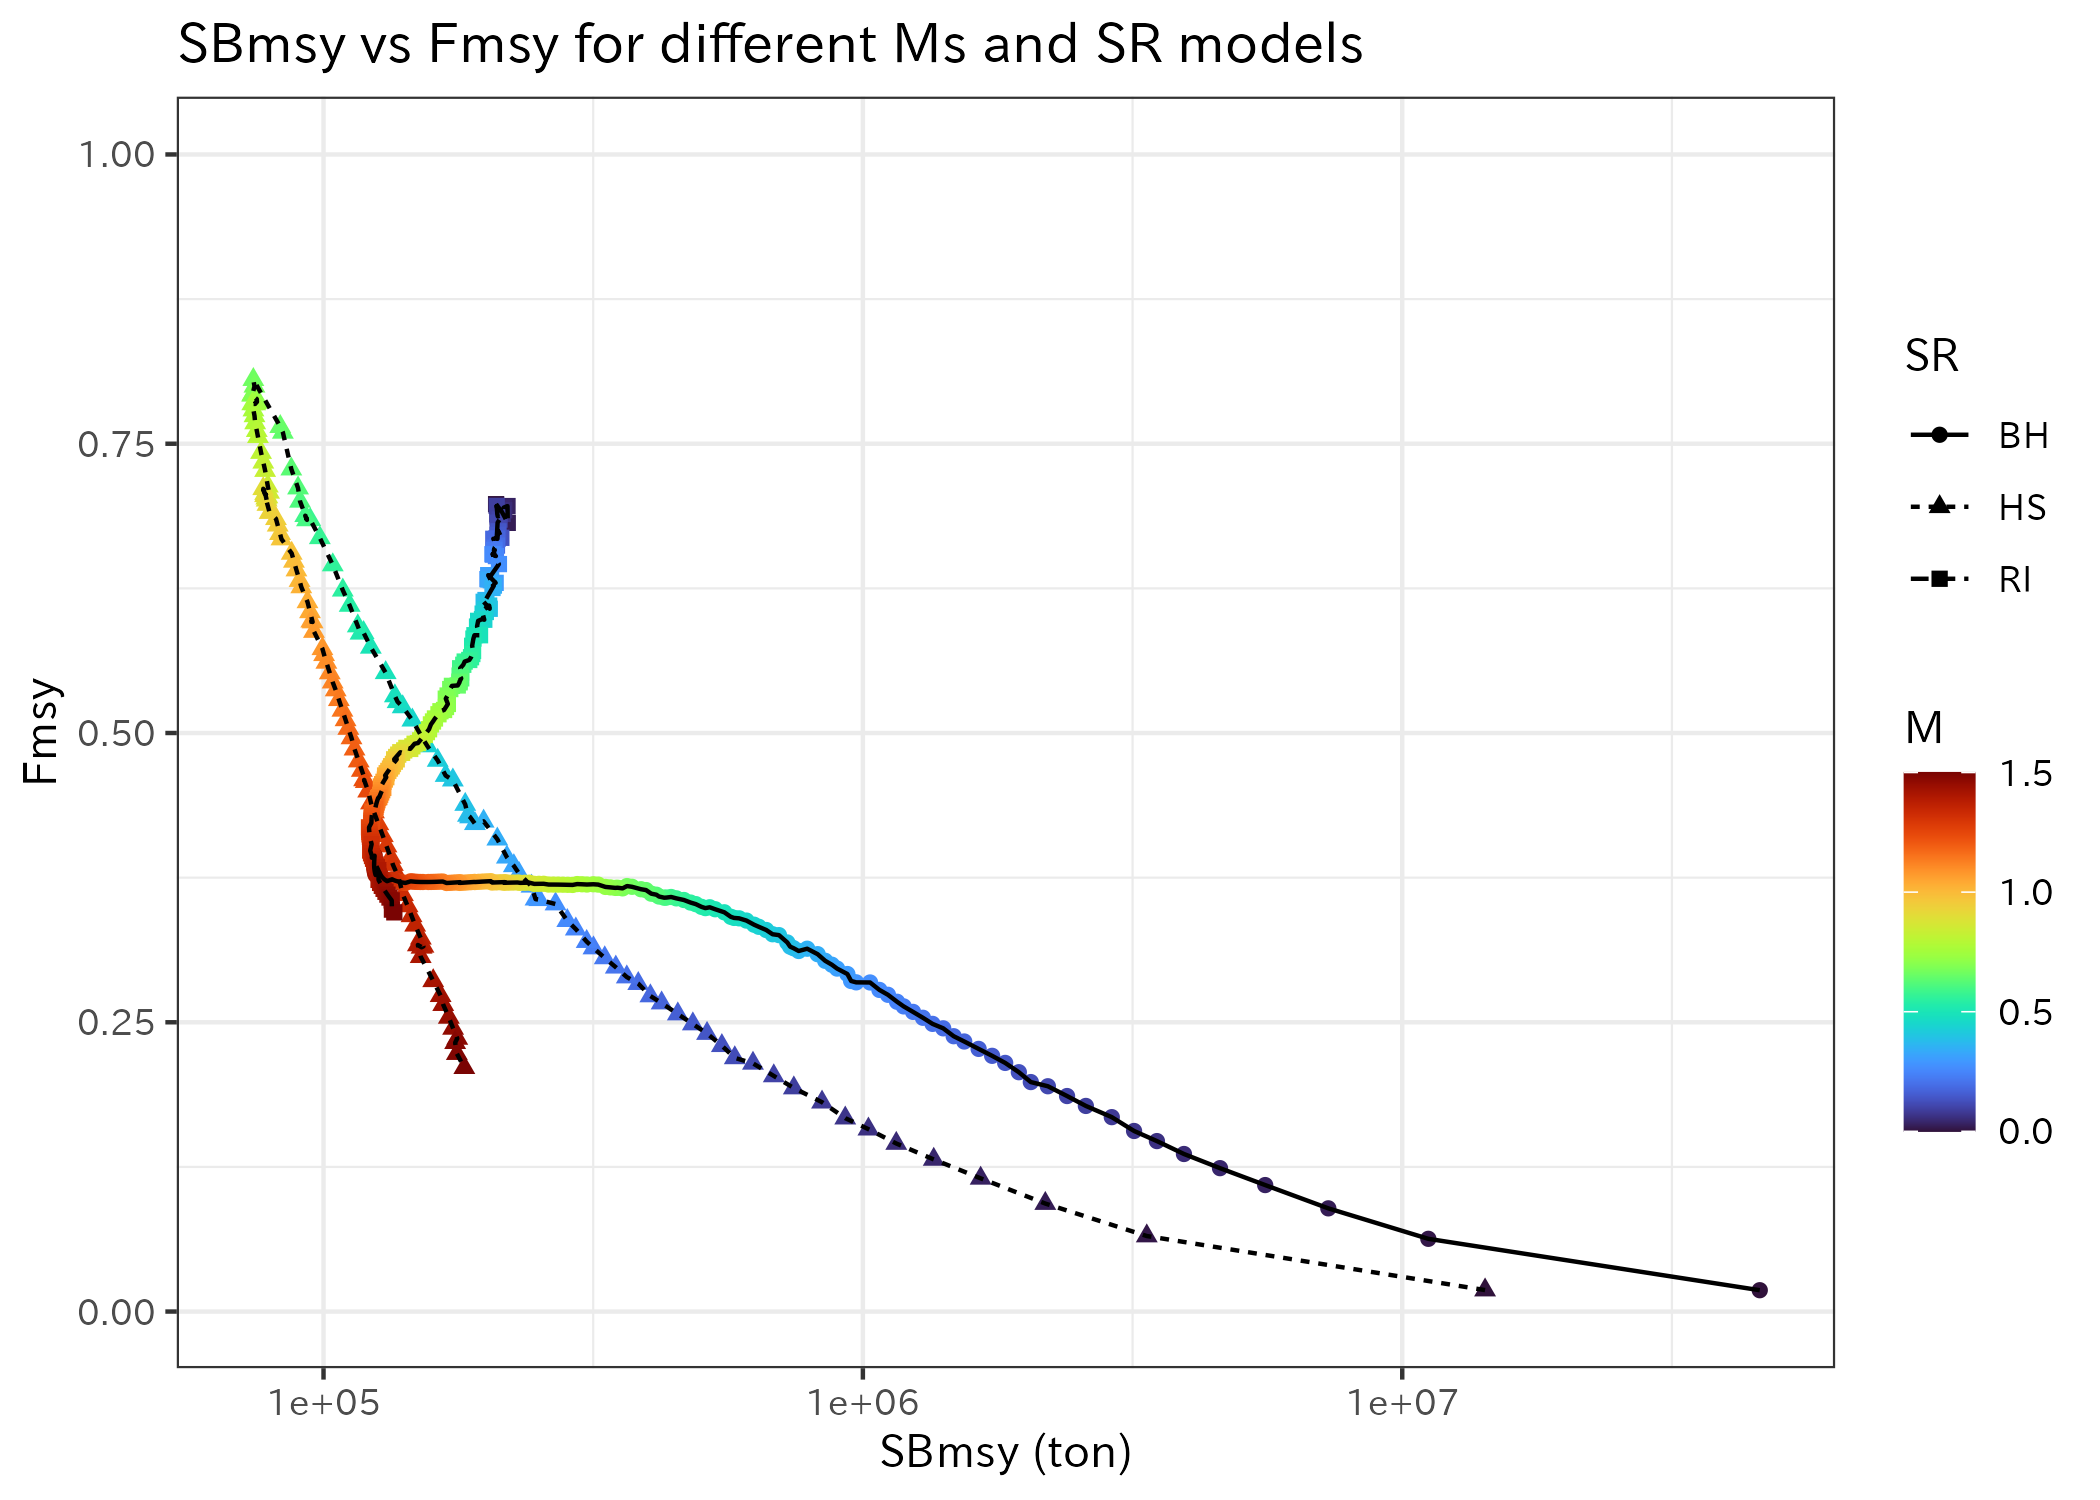 SBmsy vs Fmsy for different Ms and SR models
1.00
0.75
0.50
0.25
0.00
Fmsy
1e+05
1e+06
1e+07
SBmsy (ton)
SR
BH
HS
RI
M
1.5
1.0
0.5
0.0